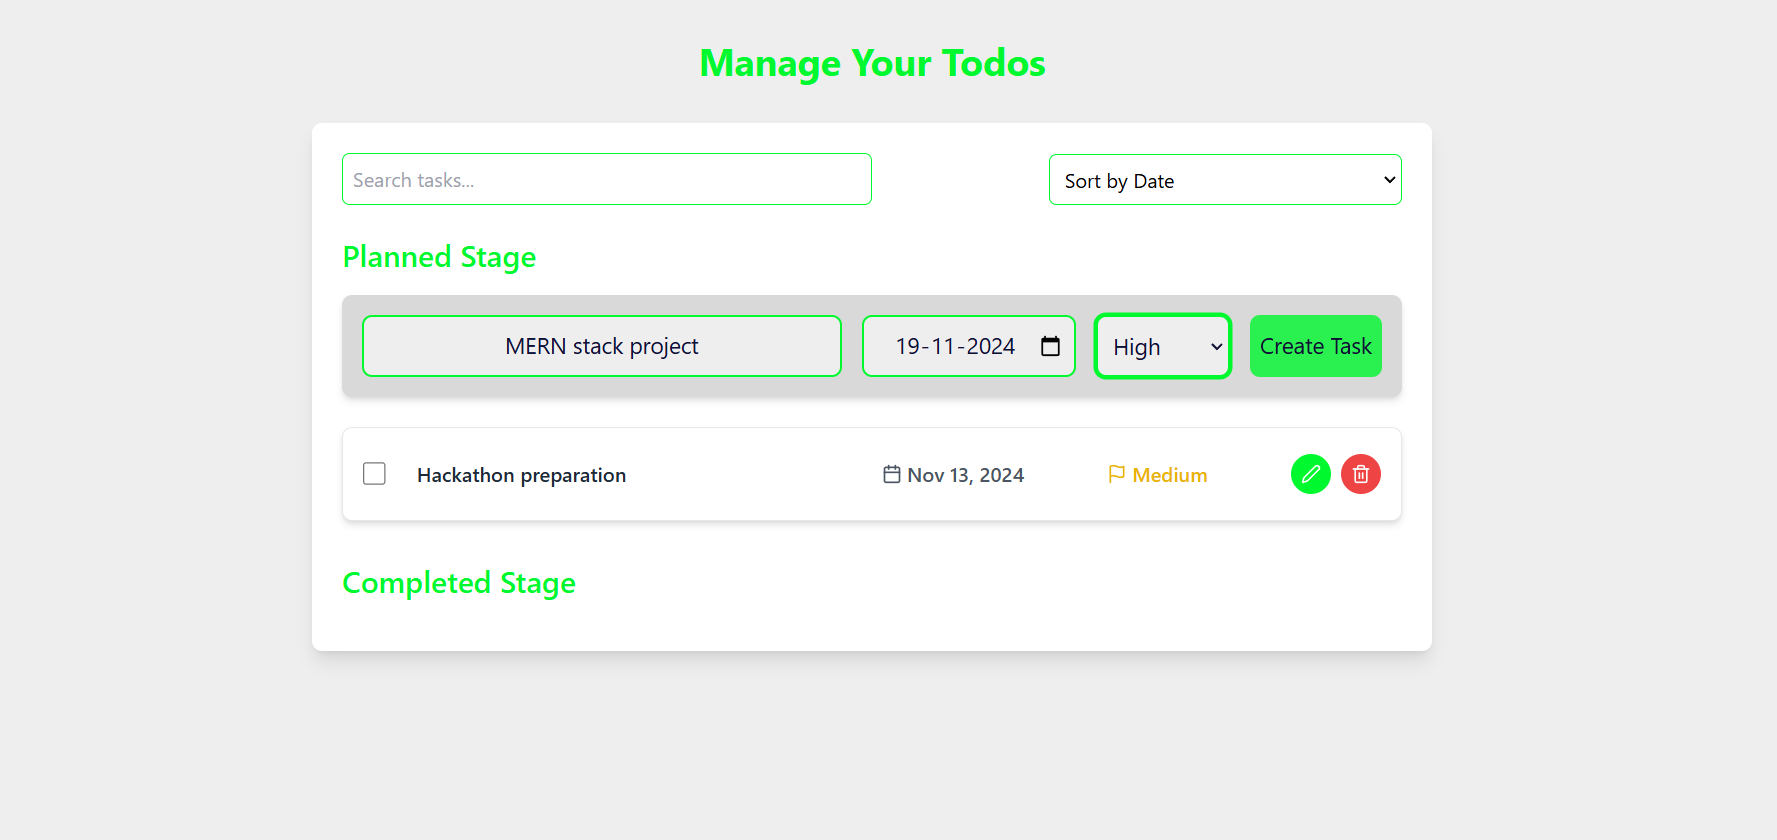 Manage Your Todos
Search tasks...
Sort by Date
Planned Stage
MERN stack project
19-11-2024
High
Create Task
Hackathon preparation
Nov 13, 2024
Medium
Completed Stage